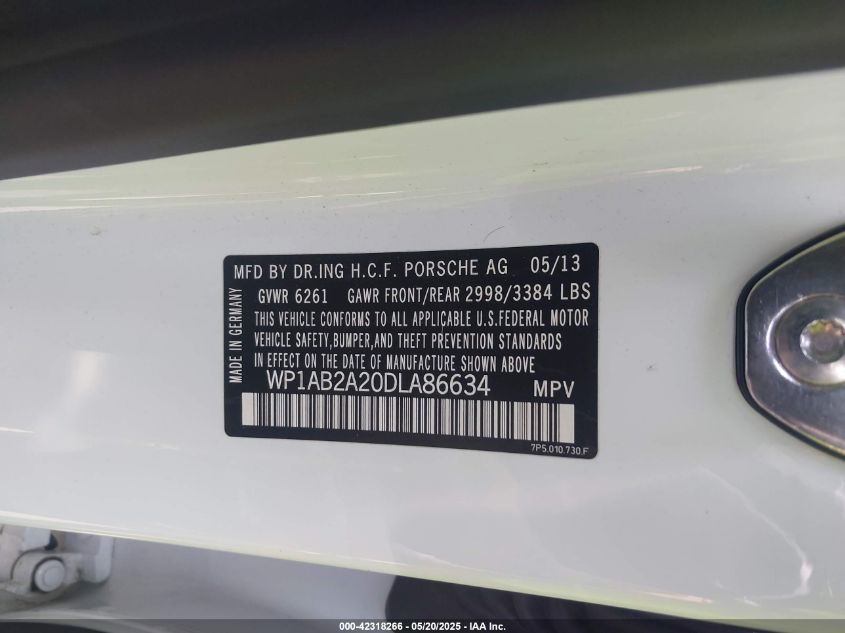 MFD BY DR.ING H.C.F. PORSCHE AG 05/13
GVWR 6261 GAWR FRONT/REAR 2998/3384 LBS
THIS VEHICLE CONFORMS TO ALL APPLICABLE U.S.FEDERAL MOTOR
VEHICLE SAFETY,BUMPER,AND THEFT PREVENTION STANDARDS
IN EFFECT ON THE DATE OF MANUFACTURE SHOWN ABOVE
WP1AB2A20DLA86634 MPV
MADE IN GERMANY
7P5.010.730.F
000-42318266 - 05/20/2025 - IAA Inc.